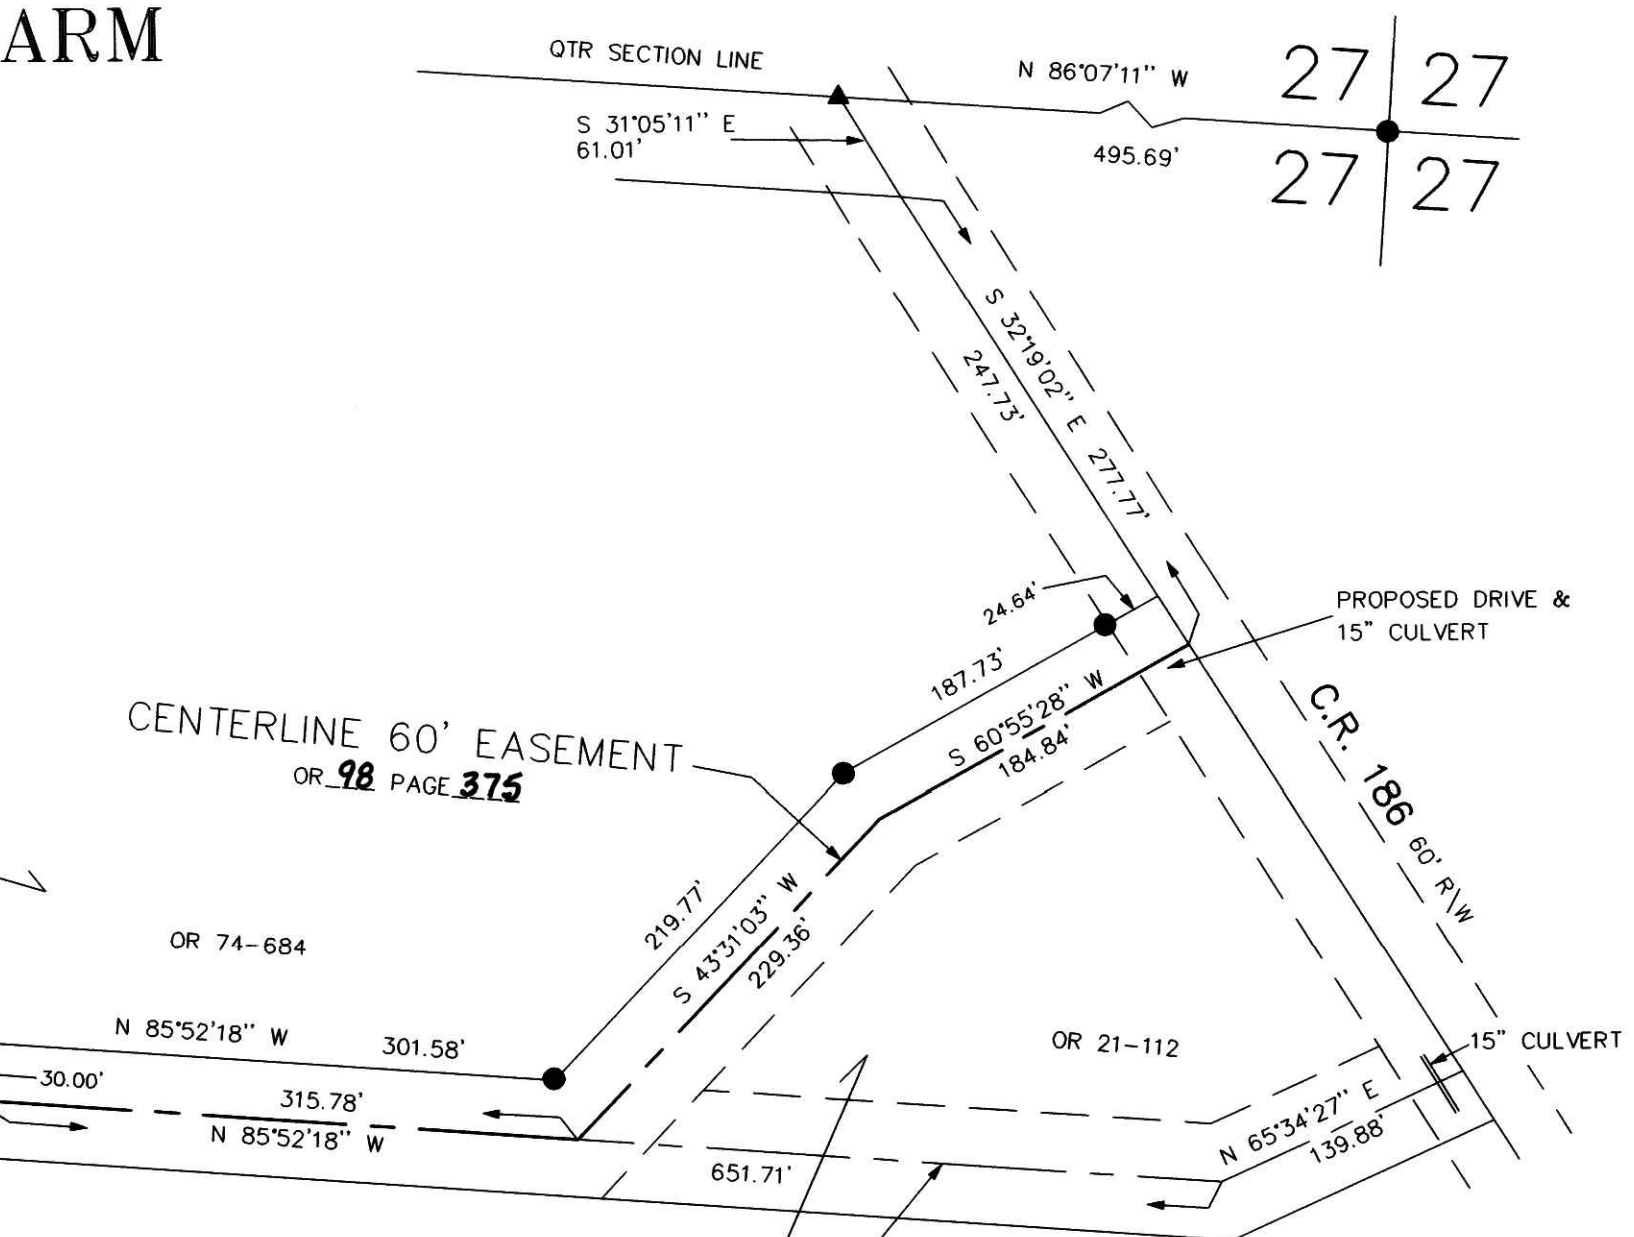 ARM
QTR SECTION LINE
N 86°07'11" W
27 27
S 31°05'11" E
61.01'
495.69'
27 27
S 32°19'02" E 277.77'
247.73'
24.64'
PROPOSED DRIVE &
15" CULVERT
187.73'
C.R. 186 60' R\W
S 60°55'28" W
184.84'
CENTERLINE 60' EASEMENT
OR 98 PAGE 375
219.77'
S 43°31'03" W
229.36'
OR 74-684
N 85°52'18" W 301.58'
OR 21-112
15" CULVERT
30.00'
315.78'
N 85°52'18" W
N 65°34'27" E
139.88'
651.71'